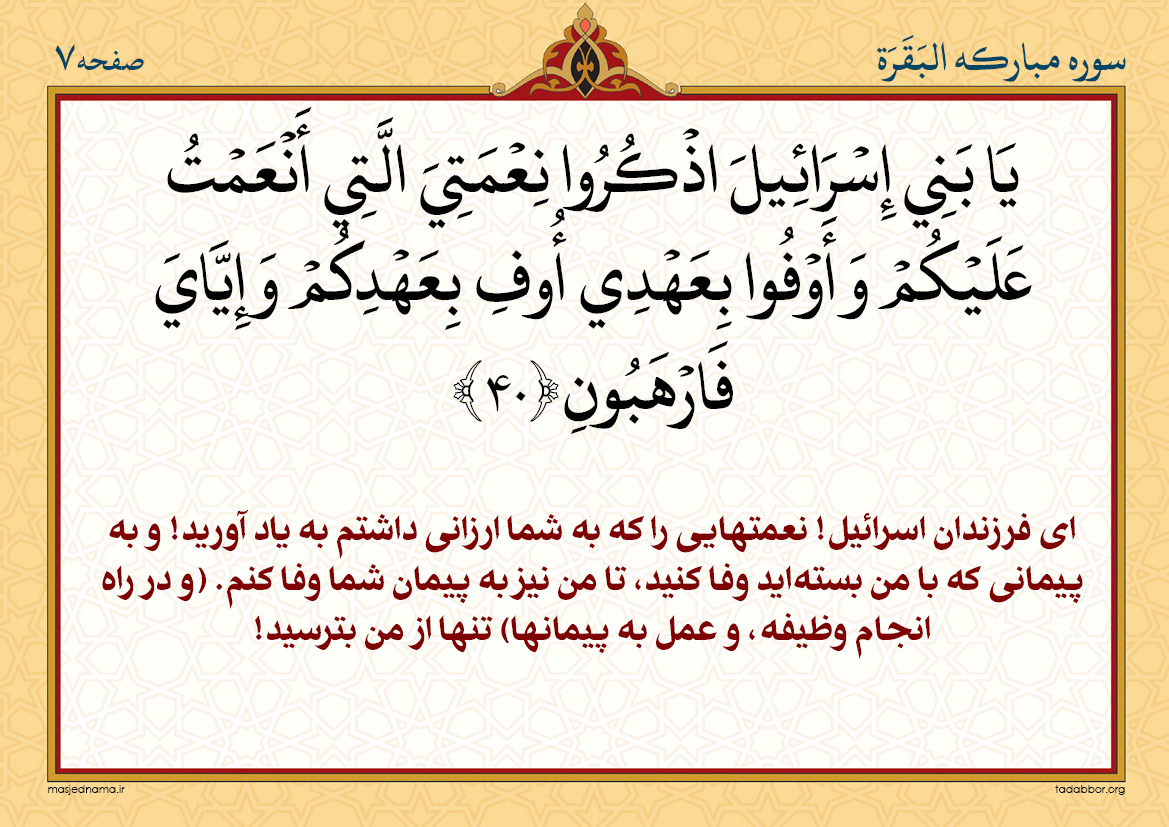 سوره مبارکه البَقَرَة
صفحه۷
يَا بَنِي إِسْرَائِيلَ اذْكُرُوا نِعْمَتِيَ الَّتِي أَنْعَمْتُ
عَلَيْكُمْ وَ أَوْفُوا بِعَهْدِي أُوفِ بِعَهْدِكُمْ وَ إِيَّايَ
فَارْهَبُونِ ﴿۴۰﴾
ای فرزندان اسرائیل! نعمتهایی را که به شما ارزانی داشتم به یاد آورید! و به
پیمانی که با من بسته‌اید وفا کنید، تا من نیز به پیمان شما وفا کنم. (و در راه
انجام وظیفه، و عمل به پیمانها) تنها از من بترسید!
masjednama.ir
tadabbor.org